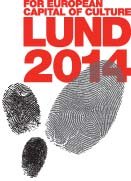 FOR EUROPEAN
CAPITAL OF CULTURE
LUND
2014